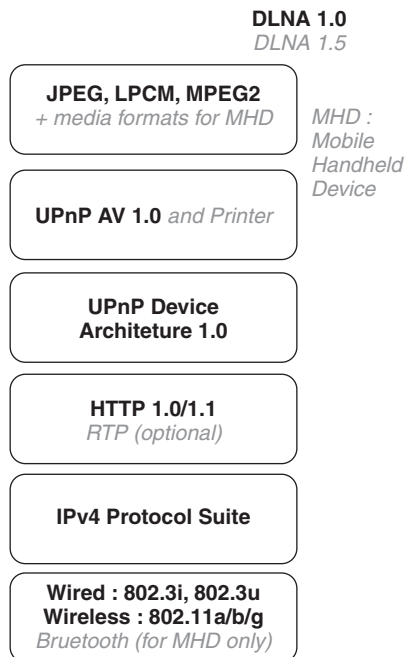 DLNA 1.0
DLNA 1.5
JPEG, LPCM, MPEG2
+ media formats for MHD
MHD :
Mobile
Handheld
Device
UPnP AV 1.0 and Printer
UPnP Device
Architeture 1.0
HTTP 1.0/1.1
RTP (optional)
IPv4 Protocol Suite
Wired : 802.3i, 802.3u
Wireless : 802.11a/b/g
Bruetooth (for MHD only)